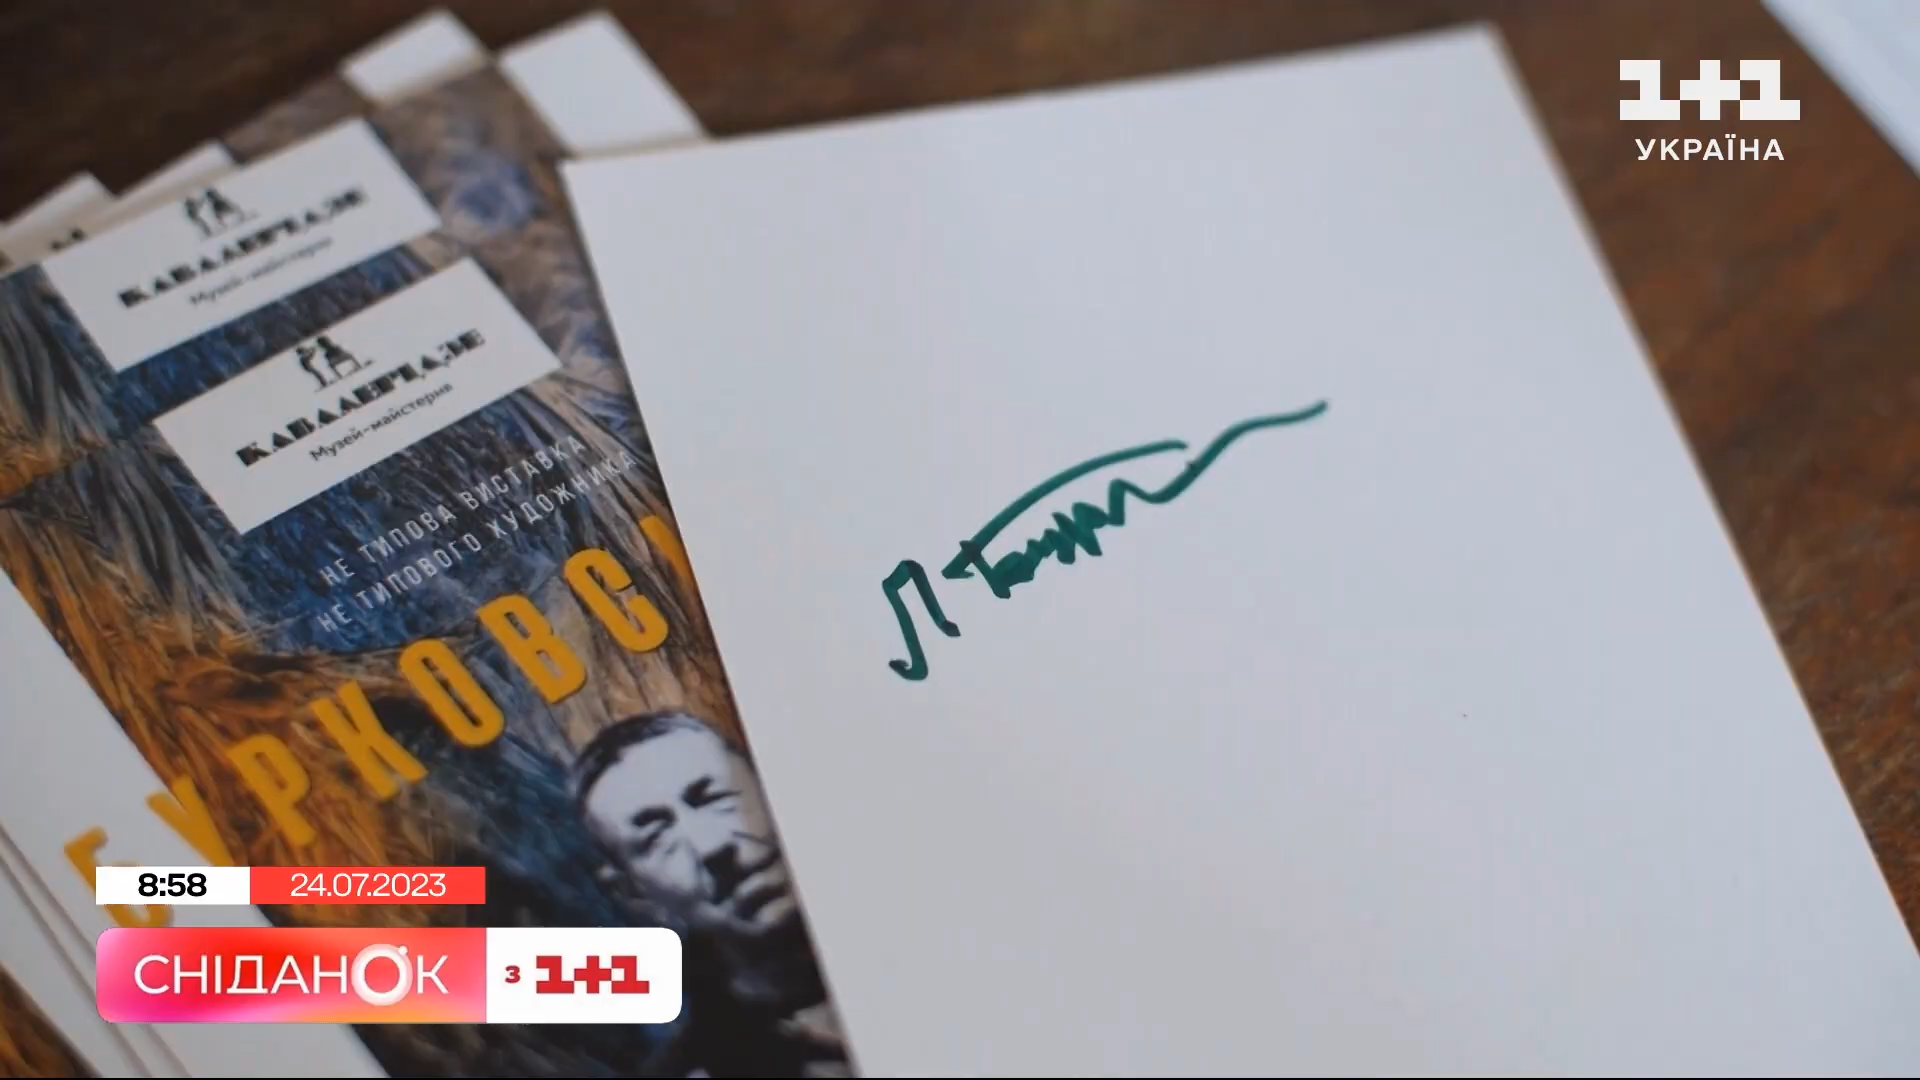 1+1
УКРАЇНА
КАВАЛЕРІДЗЕ
Музей-майстерня
КАВАЛЕРІДЗЕ
Музей-майстерня
НЕ ТИПОВА ВИСТАВКА
НЕ ТИПОВОГО ХУДОЖНИКА
БУРКОВС
8:58 24.07.2023
СНІДАНОК З 1+1